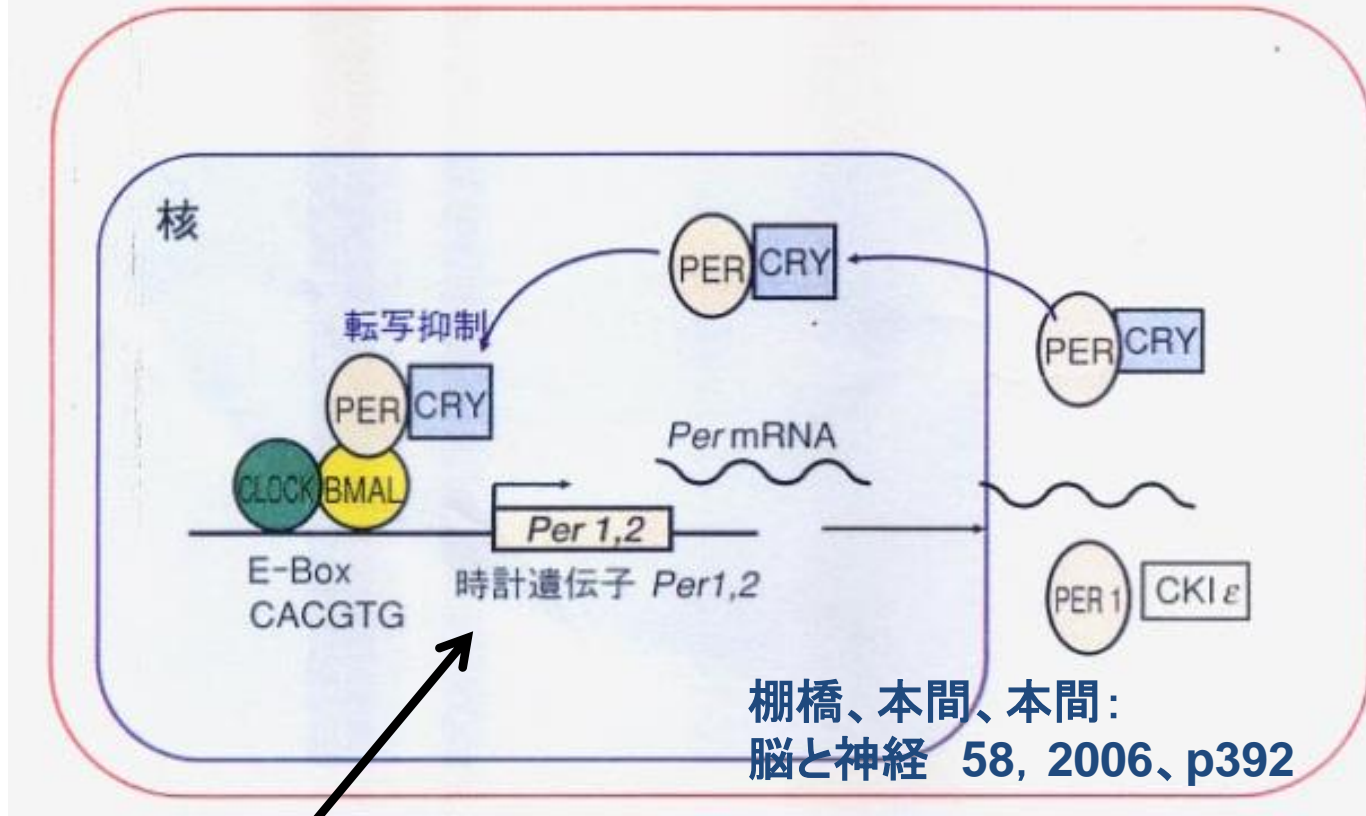 核
PER CRY
転写抑制
PER CRY
PER CRY
Per mRNA
CLOCK BMAL
Per 1,2
E-Box
CACGTG
時計遺伝子 Per1,2
PER 1 CKI ε
棚橋、本間、本間:
脳と神経 58, 2006、p392